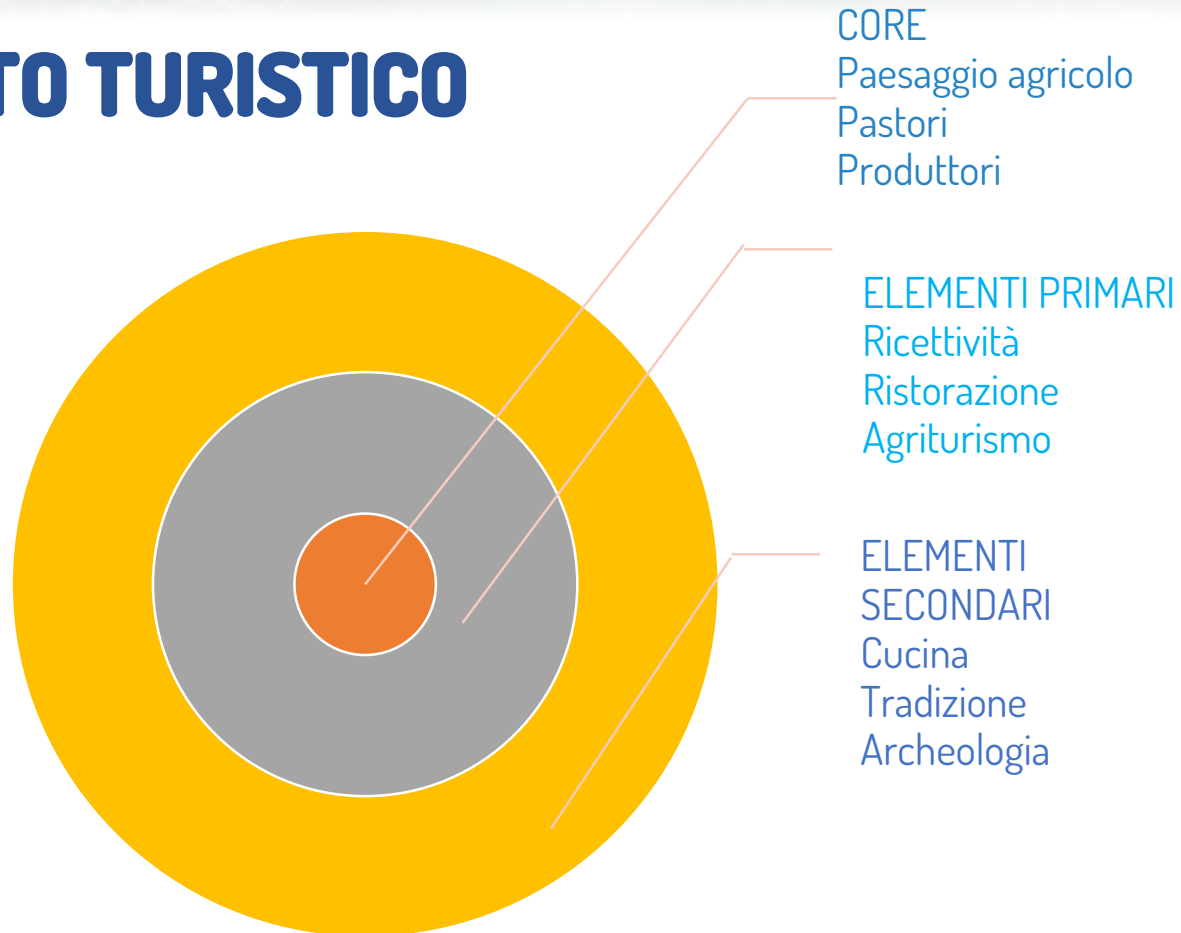 TO TURISTICO
CORE
Paesaggio agricolo
Pastori
Produttori
ELEMENTI PRIMARI
Ricettività
Ristorazione
Agriturismo
ELEMENTI
SECONDARI
Cucina
Tradizione
Archeologia